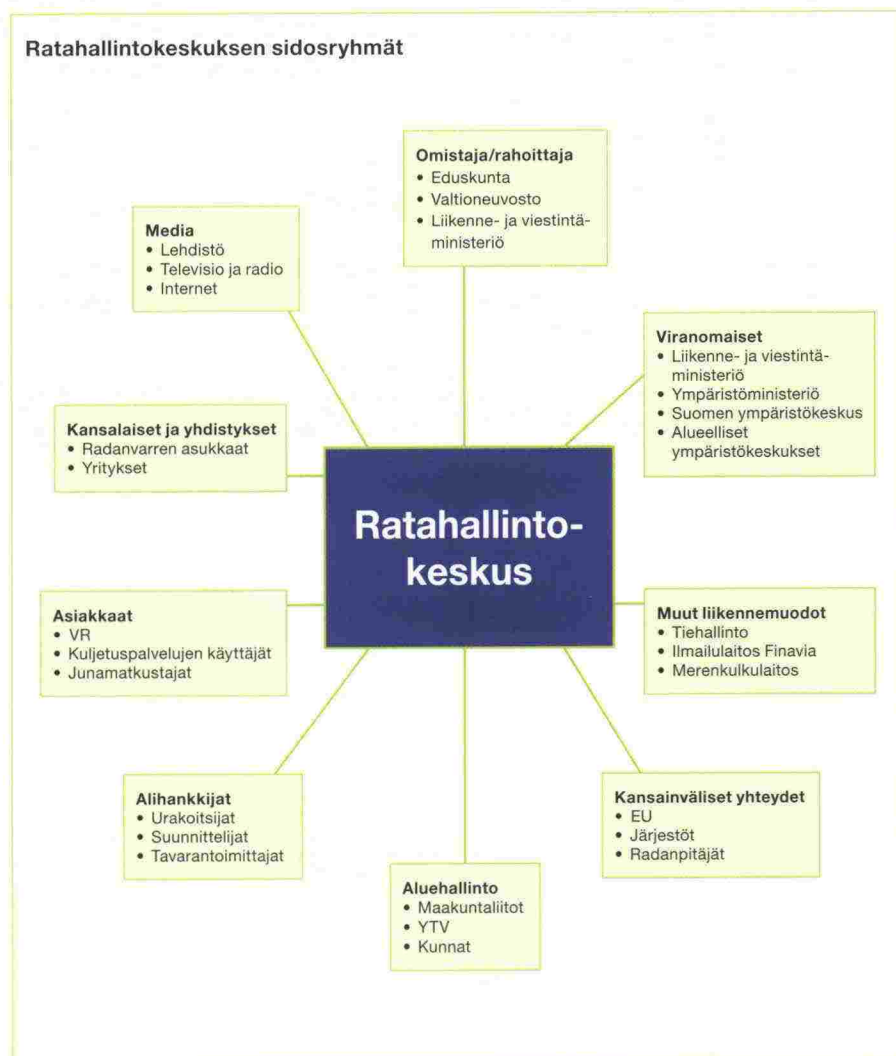 Ratahallintokeskuksen sidosryhmät
Omistaja/rahoittaja
• Eduskunta
• Valtioneuvosto
• Liikenne- ja viestintä-
ministeriö
Media
• Lehdistö
• Televisio ja radio
• Internet
Viranomaiset
• Liikenne- ja viestintä-
ministeriö
• Ympäristöministeriö
• Suomen ympäristökeskus
• Alueelliset
ympäristökeskukset
Kansalaiset ja yhdistykset
• Radanvarren asukkaat
• Yritykset
Ratahallinto-
keskus
Asiakkaat
• VR
• Kuljetuspalvelujen käyttäjät
• Junamatkustajat
Muut liikennemuodot
• Tiehallinto
• Ilmailulaitos Finavia
• Merenkulkulaitos
Alihankkijat
• Urakoitsijat
• Suunnittelijat
• Tavarantoimittajat
Kansainväliset yhteydet
• EU
• Järjestöt
• Radanpitäjät
Aluehallinto
• Maakuntaliitot
• YTV
• Kunnat